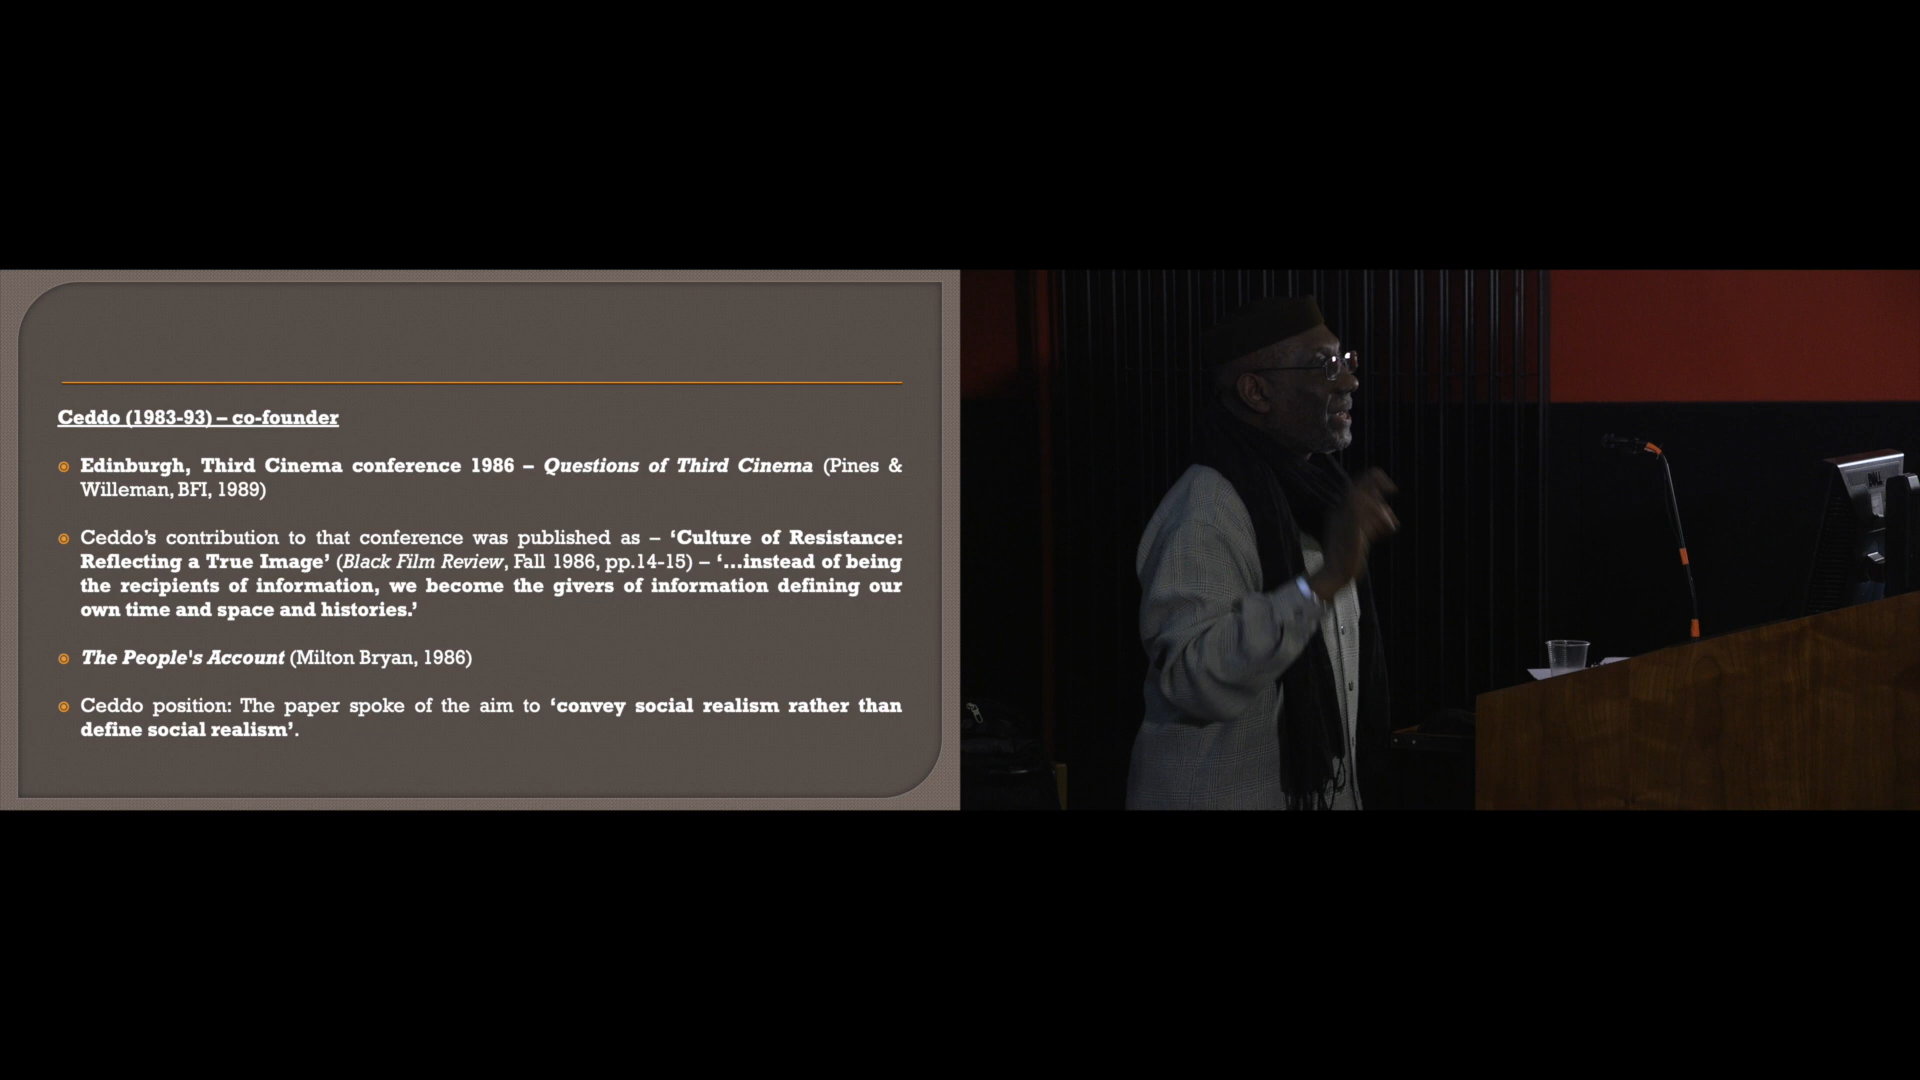 Ceddo (1983-93) – co-founder
Edinburgh, Third Cinema conference 1986 – Questions of Third Cinema (Pines &
Willeman, BFI, 1989)
Ceddo’s contribution to that conference was published as – ‘Culture of Resistance:
Reflecting a True Image’ (Black Film Review, Fall 1986, pp.14-15) – ‘…instead of being
the recipients of information, we become the givers of information defining our
own time and space and histories.’
The People's Account (Milton Bryan, 1986)
Ceddo position: The paper spoke of the aim to ‘convey social realism rather than
define social realism’.
DELL